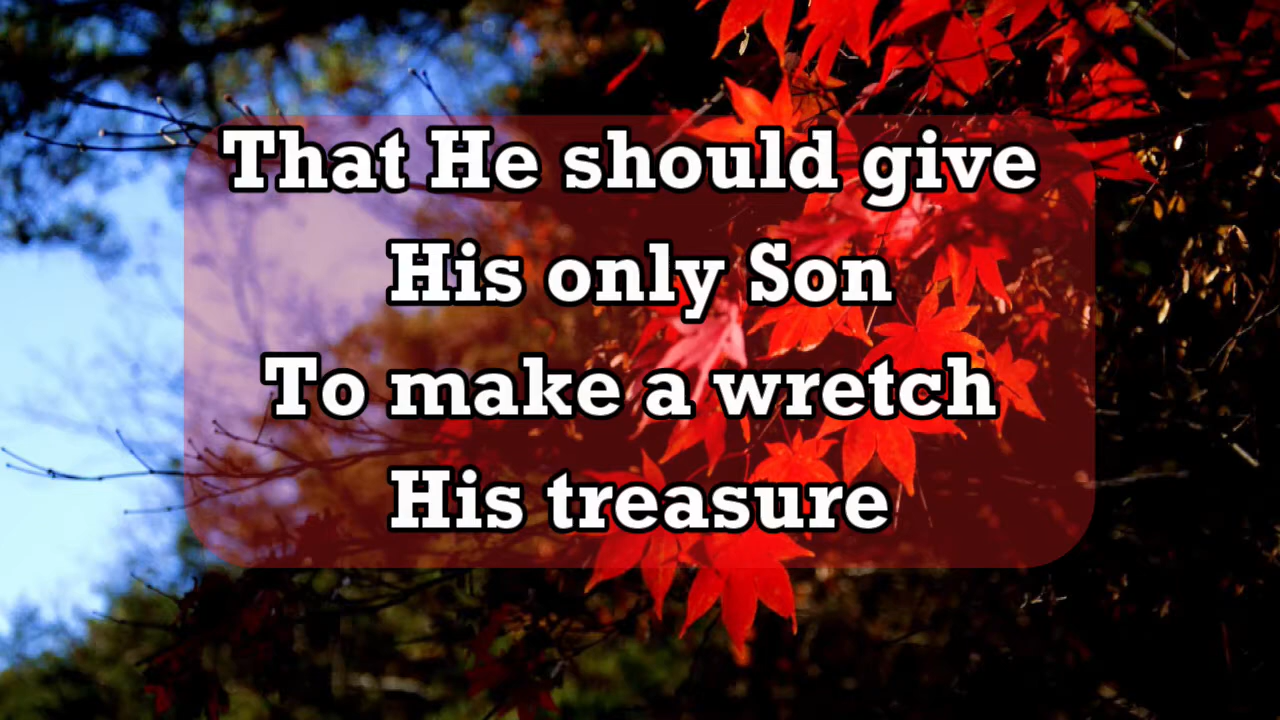 That He should give
His only Son
To make a wretch
His treasure